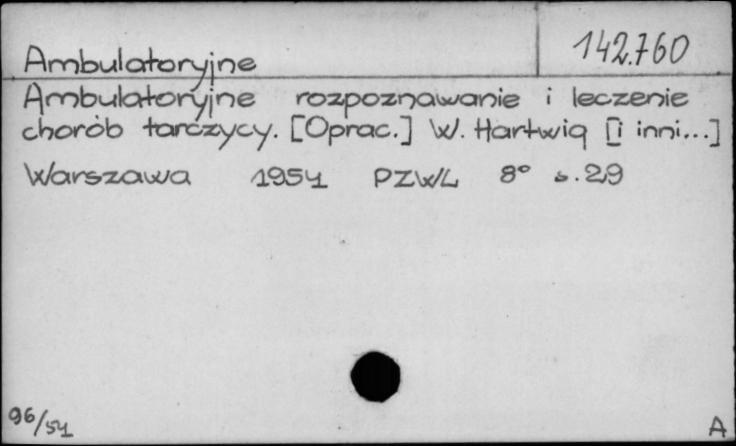 142.760
Ambulatoryjne
Ambulatoryjne rozpoznawanie i leczenie
chorób tarczycy. [Oprac.] W. Hartwig [i inni...]
Warszawa 1954 PZWL 8° s. 29
96/54
A